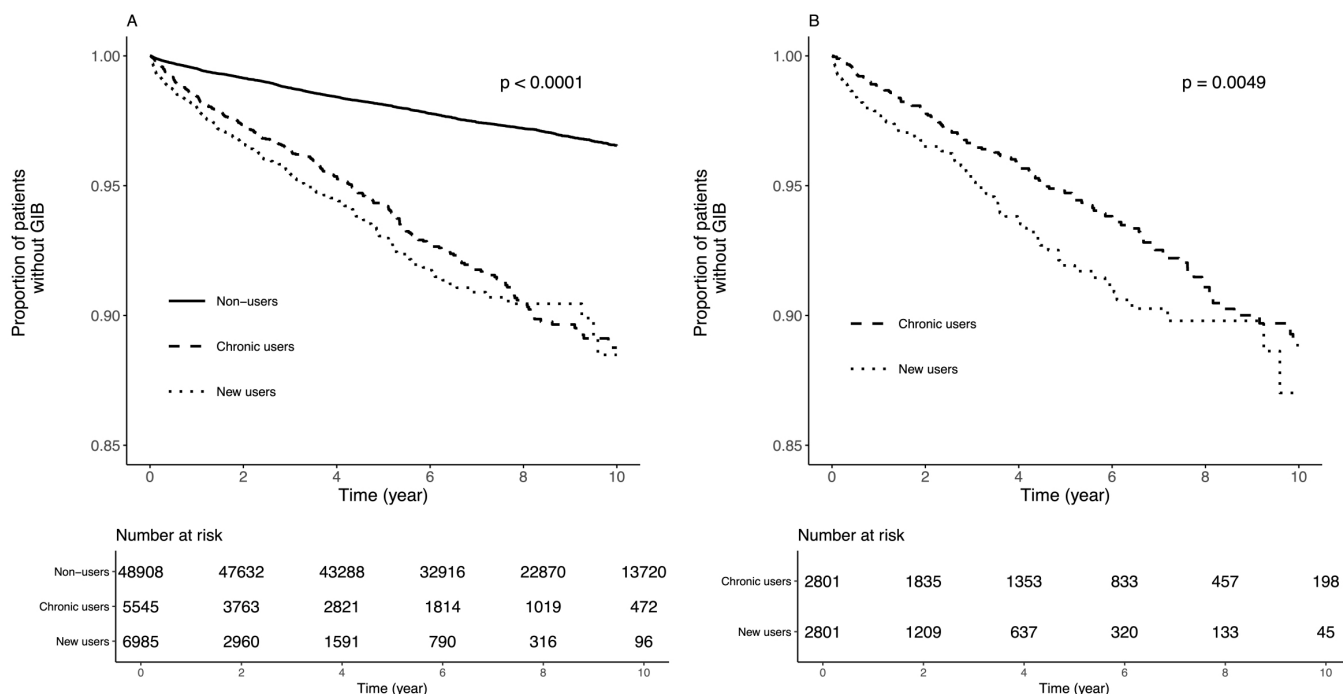 A
1.00
0.95
0.90
0.85
Proportion of patients
without GIB
p < 0.0001
Non−users
Chronic users
New users
0 2 4 6 8 10
Time (year)
Number at risk
Non−users 48908 47632 43288 32916 22870 13720
Chronic users 5545 3763 2821 1814 1019 472
New users 6985 2960 1591 790 316 96
0 2 4 6 8 10
Time (year)
B
1.00
0.95
0.90
0.85
Proportion of patients
without GIB
p = 0.0049
Chronic users
New users
0 2 4 6 8 10
Time (year)
Number at risk
Chronic users 2801 1835 1353 833 457 198
New users 2801 1209 637 320 133 45
0 2 4 6 8 10
Time (year)